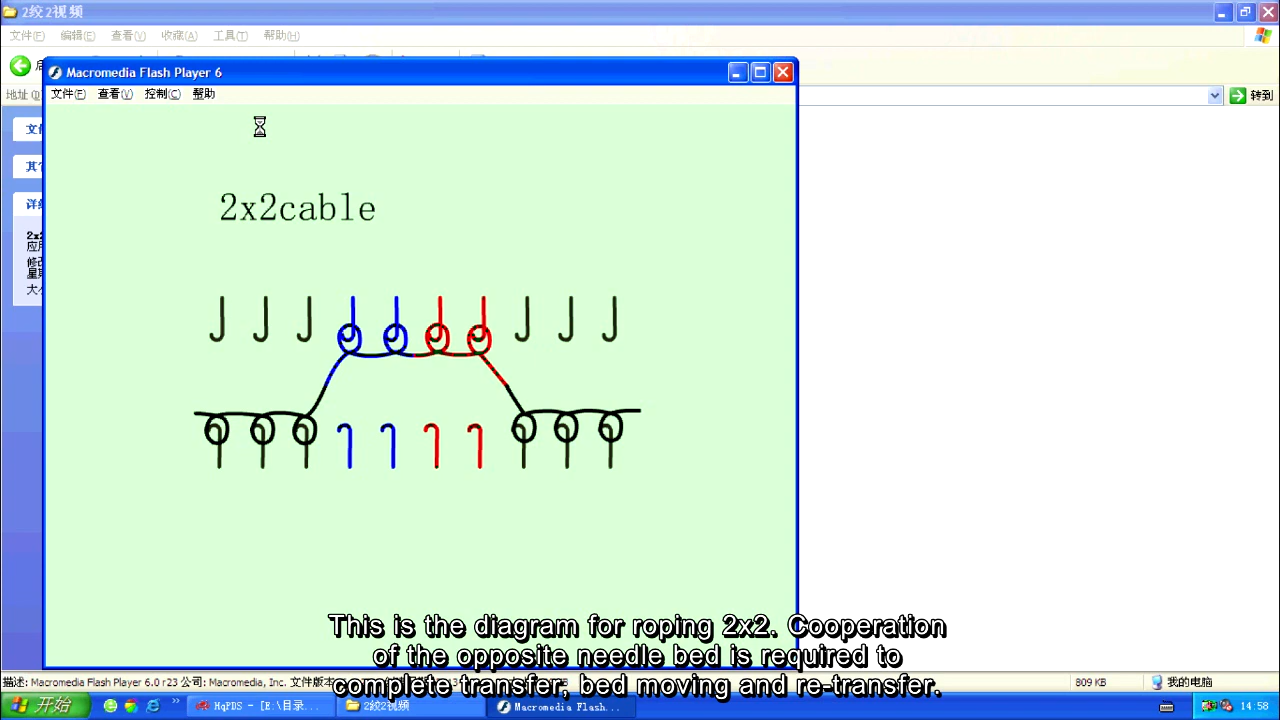 2绞2视频
文件(F) 编辑(E) 查看(V) 收藏(A) 工具(T) 帮助(H)
Macromedia Flash Player 6
地址(D) 转到
文件(F) 查看(V) 控制(C) 帮助
2x2cable
This is the diagram for roping 2x2. Cooperation
of the opposite needle bed is required to
complete transfer, bed moving and re-transfer.
描述: Macromedia Flash Player 6.0 r23 公司: Macromedia, Inc. 文件版本 809 KB 我的电脑
开始 HqPDS - [E:\目录... 2绞2视频 Macromedia Flas... 14:58